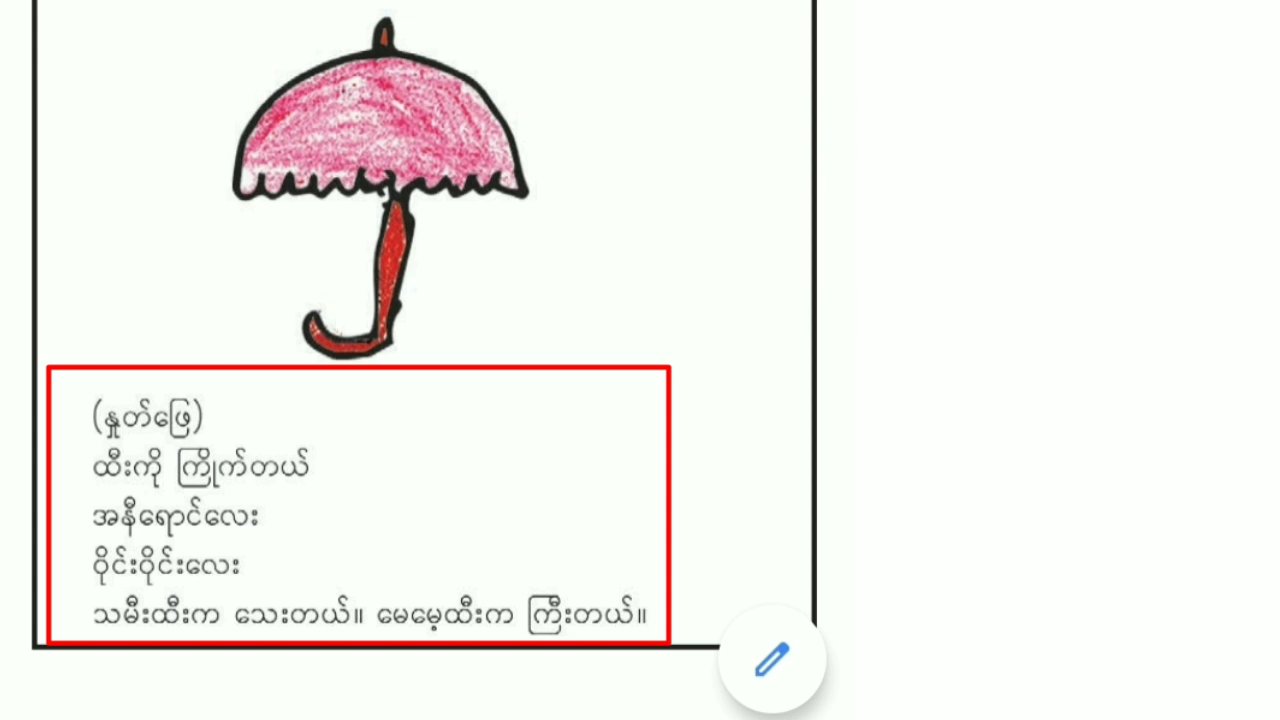 (နှုတ်ဖြေ)
ထီးကို ကြိုက်တယ်
အနီရောင်လေး
ဝိုင်းဝိုင်းလေး
သမီးထီးက သေးတယ်။ မေမေ့ထီးက ကြီးတယ်။